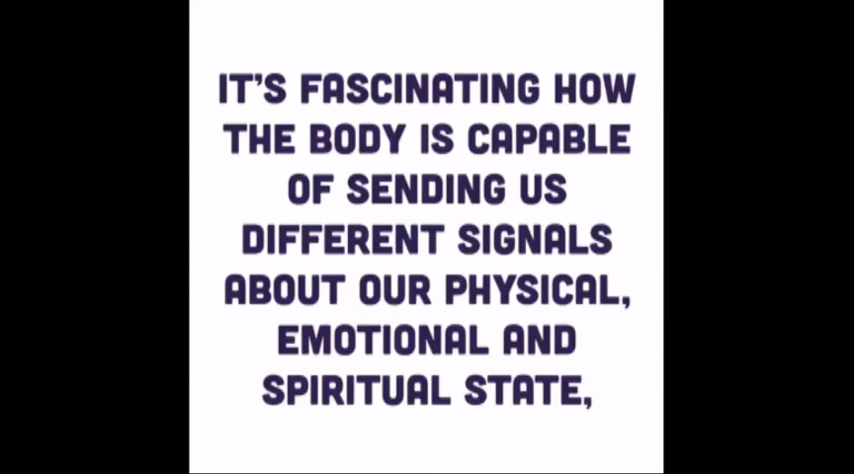 IT'S FASCINATING HOW
THE BODY IS CAPABLE
OF SENDING US
DIFFERENT SIGNALS
ABOUT OUR PHYSICAL,
EMOTIONAL AND
SPIRITUAL STATE,